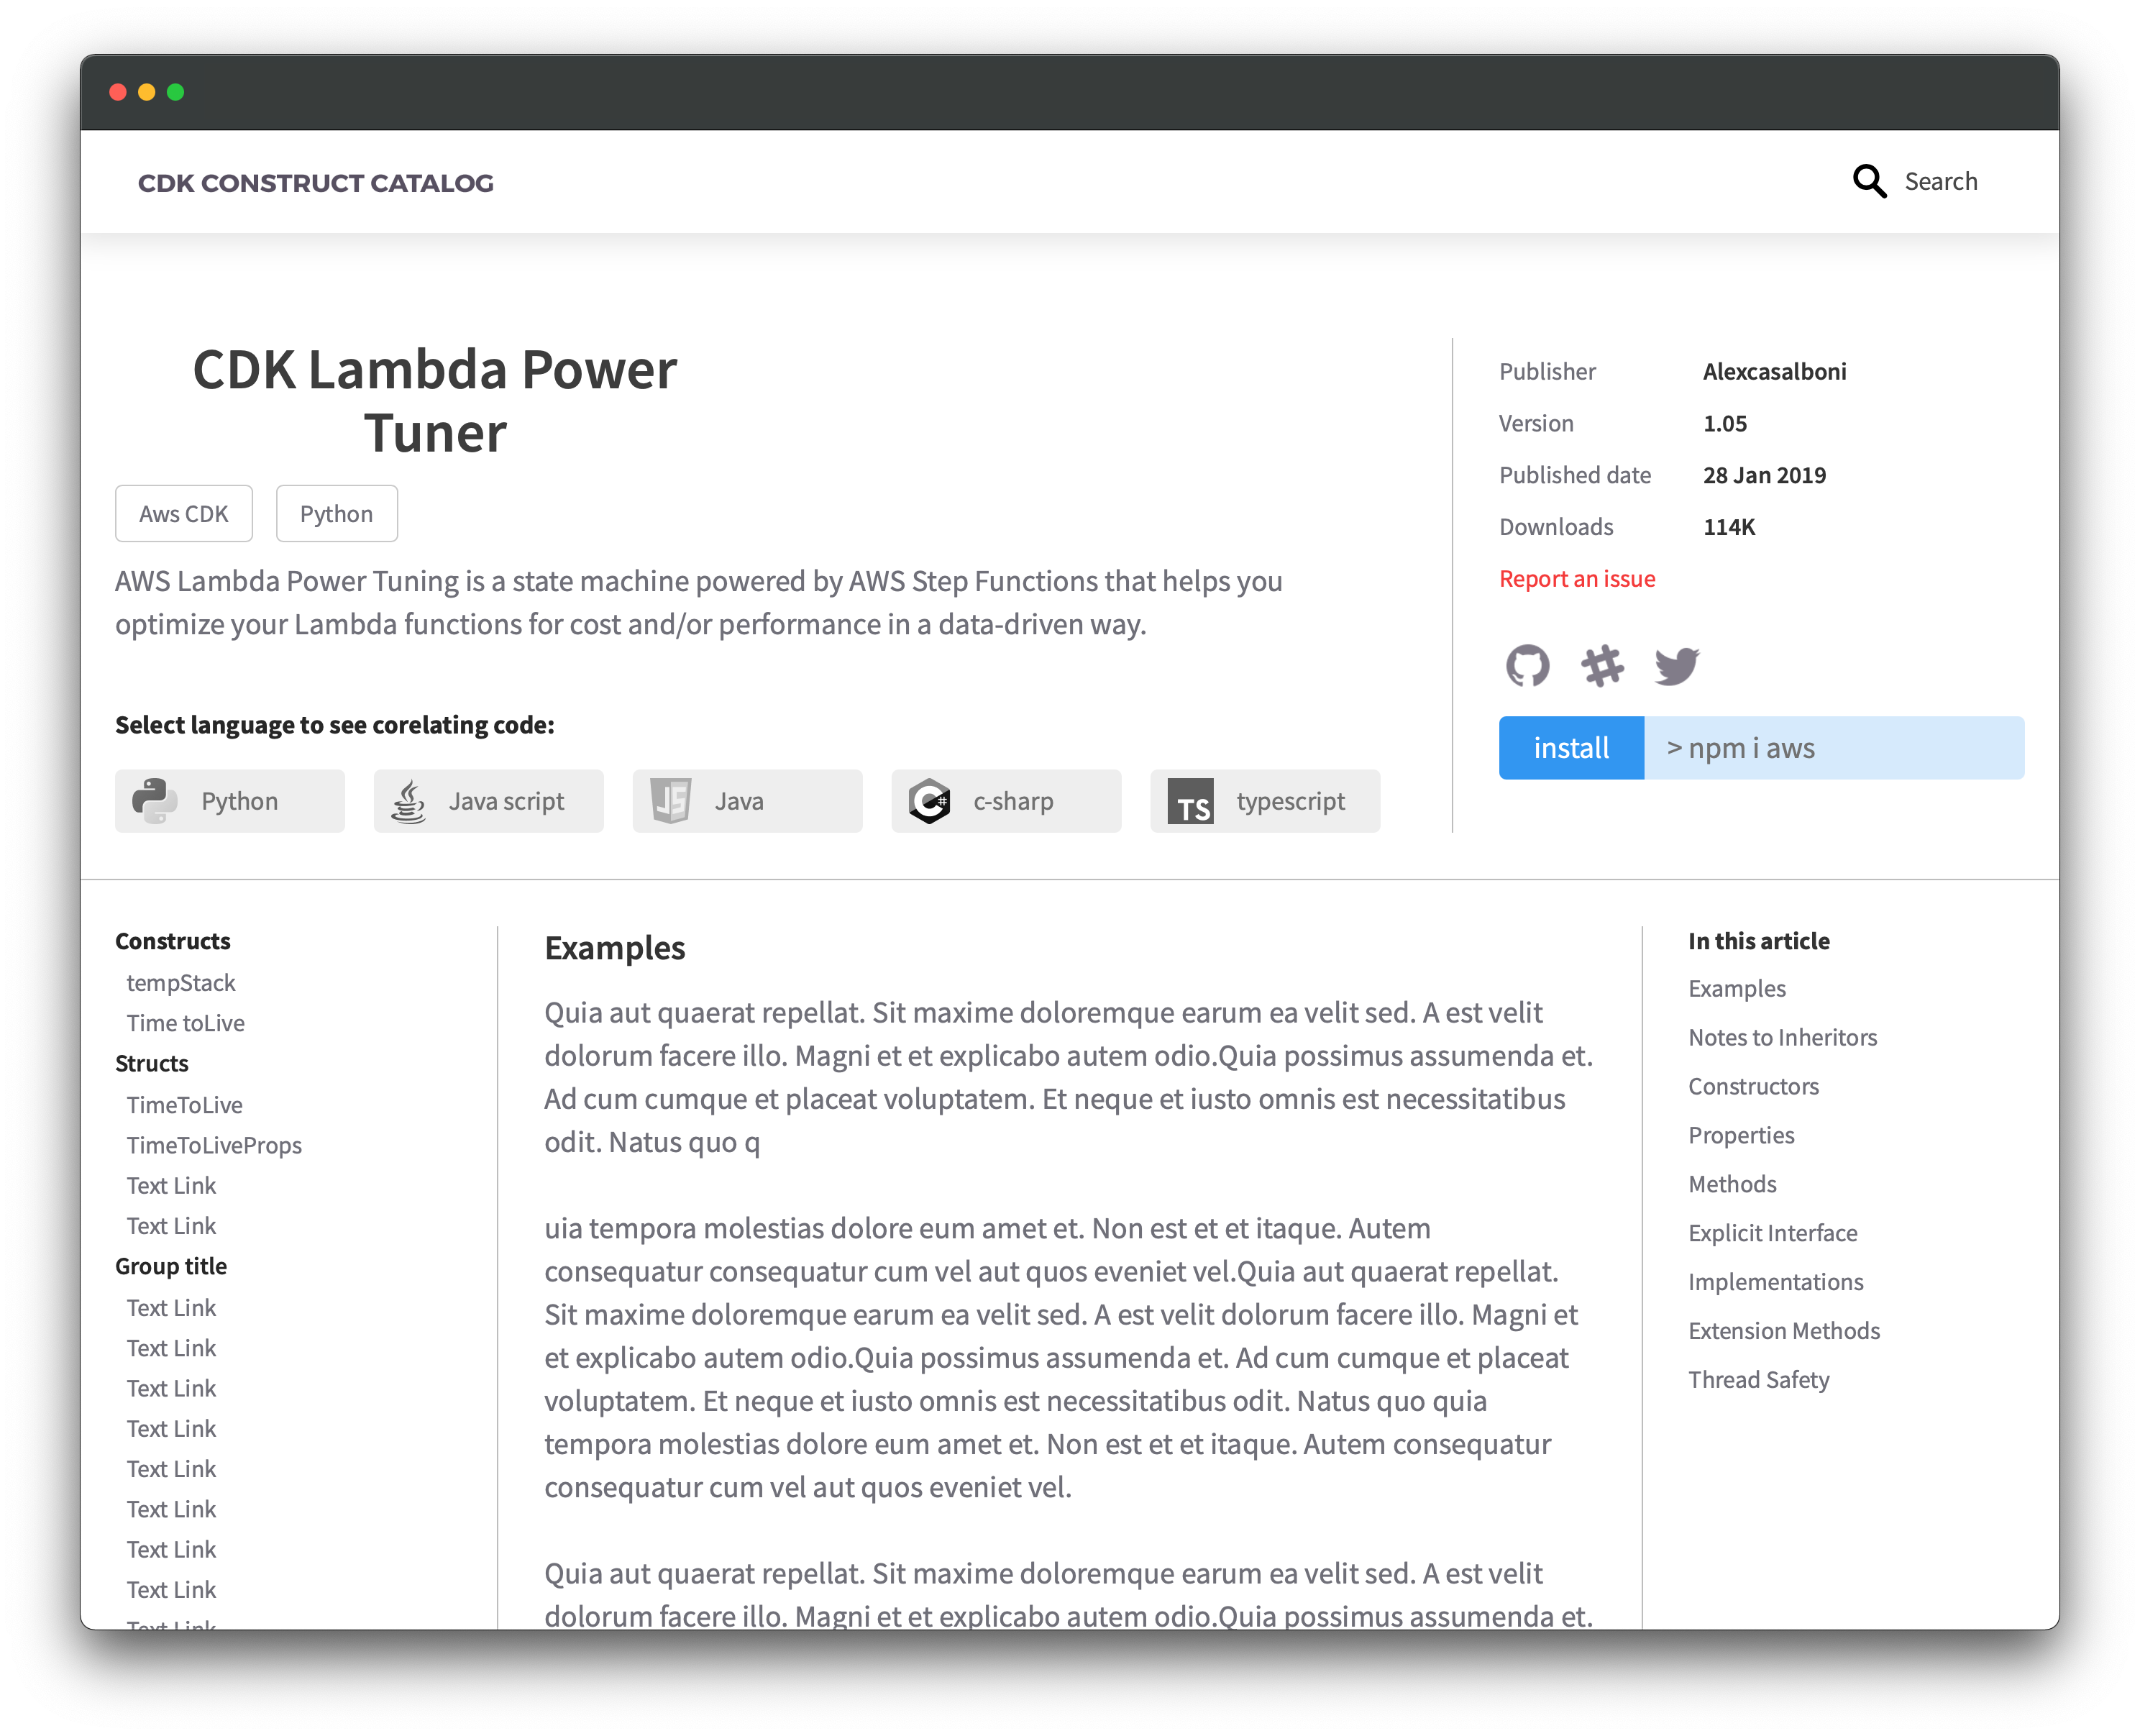 CDK CONSTRUCT CATALOG
Search
CDK Lambda Power
Tuner
Aws CDK
Python
AWS Lambda Power Tuning is a state machine powered by AWS Step Functions that helps you
optimize your Lambda functions for cost and/or performance in a data-driven way.
Select language to see corelating code:
Python
Java script
JS
Java
C#
c-sharp
TS
typescript
Publisher Alexcasalboni
Version 1.05
Published date 28 Jan 2019
Downloads 114K
Report an issue
install
> npm i aws
Constructs
tempStack
Time toLive
Structs
TimeToLive
TimeToLiveProps
Text Link
Text Link
Group title
Text Link
Text Link
Text Link
Text Link
Text Link
Text Link
Text Link
Text Link
Text Link
Examples
Quia aut quaerat repellat. Sit maxime doloremque earum ea velit sed. A est velit
dolorum facere illo. Magni et et explicabo autem odio.Quia possimus assumenda et.
Ad cum cumque et placeat voluptatem. Et neque et iusto omnis est necessitatibus
odit. Natus quo q
uia tempora molestias dolore eum amet et. Non est et et itaque. Autem
consequatur consequatur cum vel aut quos eveniet vel.Quia aut quaerat repellat.
Sit maxime doloremque earum ea velit sed. A est velit dolorum facere illo. Magni et
et explicabo autem odio.Quia possimus assumenda et. Ad cum cumque et placeat
voluptatem. Et neque et iusto omnis est necessitatibus odit. Natus quo quia
tempora molestias dolore eum amet et. Non est et et itaque. Autem consequatur
consequatur cum vel aut quos eveniet vel.
Quia aut quaerat repellat. Sit maxime doloremque earum ea velit sed. A est velit
dolorum facere illo. Magni et et explicabo autem odio.Quia possimus assumenda et.
In this article
Examples
Notes to Inheritors
Constructors
Properties
Methods
Explicit Interface
Implementations
Extension Methods
Thread Safety